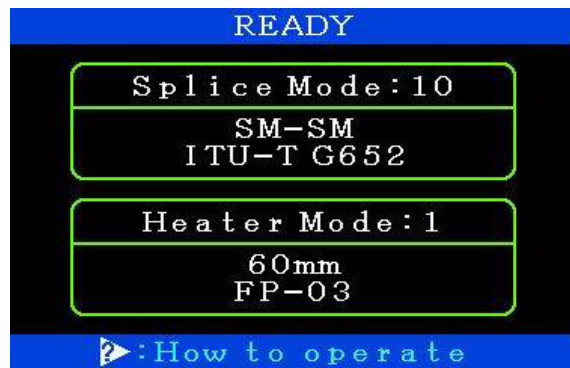 READY
Splice Mode:10
SM-SM
ITU-T G652
Heater Mode:1
60mm
FP-03
?:How to operate